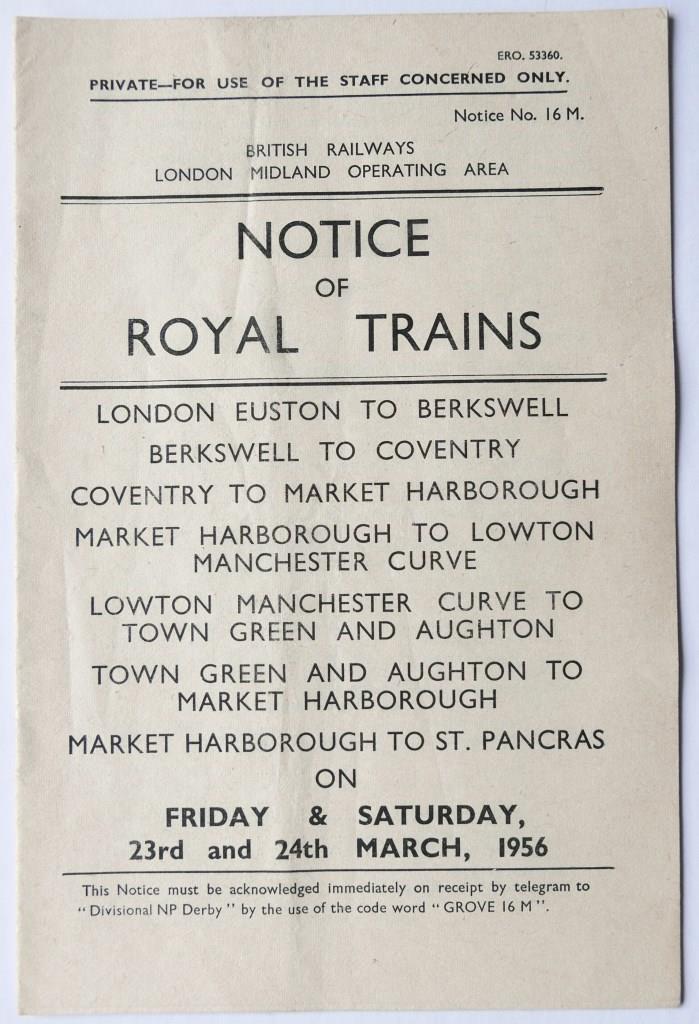 ERO. 53360.
PRIVATE—FOR USE OF THE STAFF CONCERNED ONLY.
Notice No. 16 M.
BRITISH RAILWAYS
LONDON MIDLAND OPERATING AREA
NOTICE
OF
ROYAL TRAINS
LONDON EUSTON TO BERKSWELL
BERKSWELL TO COVENTRY
COVENTRY TO MARKET HARBOROUGH
MARKET HARBOROUGH TO LOWTON
MANCHESTER CURVE
LOWTON MANCHESTER CURVE TO
TOWN GREEN AND AUGHTON
TOWN GREEN AND AUGHTON TO
MARKET HARBOROUGH
MARKET HARBOROUGH TO ST. PANCRAS
ON
FRIDAY & SATURDAY,
23rd and 24th MARCH, 1956
This Notice must be acknowledged immediately on receipt by telegram to
“Divisional NP Derby” by the use of the code word “GROVE 16 M”.